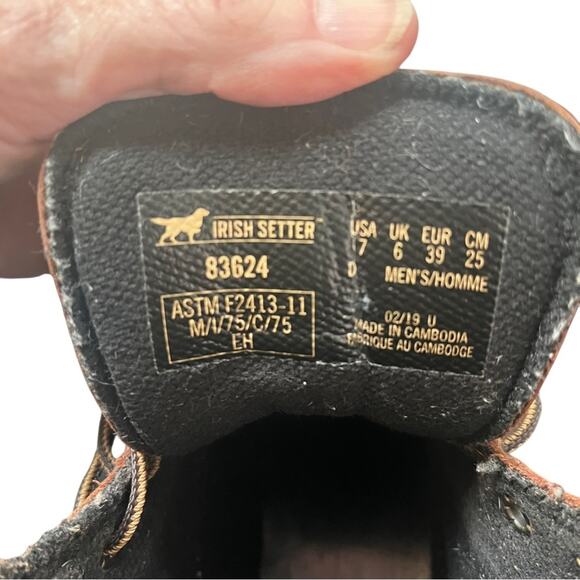 IRISH SETTER
83624
ASTM F2413-11
M/I/75/C/75
EH
USA UK EUR CM
7 6 39 25
D MEN'S/HOMME
02/19 U
MADE IN CAMBODIA
FABRIQUE AU CAMBODGE